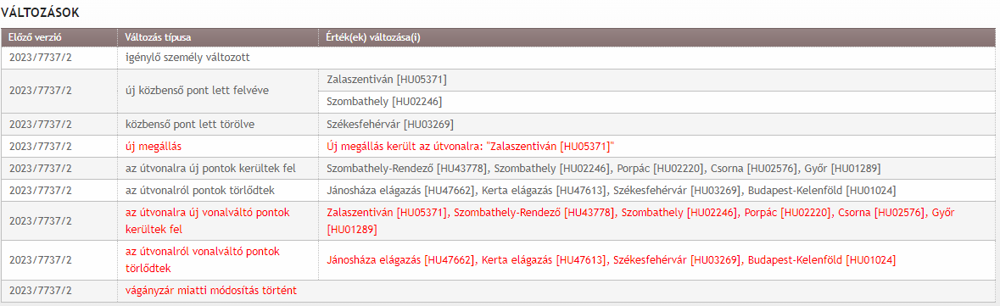 VÁLTOZÁSOK
Előző verzió Változás típusa Érték(ek) változása(i)
2023/7737/2 igénylő személy változott
2023/7737/2 új közbenső pont lett felvéve
Zalaszentiván [HU05371]
Szombathely [HU02246]
2023/7737/2 közbenső pont lett törölve Székesfehérvár [HU03269]
2023/7737/2 új megállás Új megállás került az útvonalra: "Zalaszentiván [HU05371]"
2023/7737/2 az útvonalra új pontok kerültek fel Szombathely-Rendező [HU43778], Szombathely [HU02246], Porpác [HU02220], Csorna [HU02576], Győr [HU01289]
2023/7737/2 az útvonalról pontok törlődtek Jánosháza elágazás [HU47662], Kerta elágazás [HU47613], Székesfehérvár [HU03269], Budapest-Kelenföld [HU01024]
2023/7737/2
az útvonalra új vonalváltó pontok
kerültek fel
Zalaszentiván [HU05371], Szombathely-Rendező [HU43778], Szombathely [HU02246], Porpác [HU02220], Csorna [HU02576], Győr
[HU01289]
2023/7737/2
az útvonalról vonalváltó pontok
törlődtek
Jánosháza elágazás [HU47662], Kerta elágazás [HU47613], Székesfehérvár [HU03269], Budapest-Kelenföld [HU01024]
2023/7737/2 vágányzár miatti módosítás történt